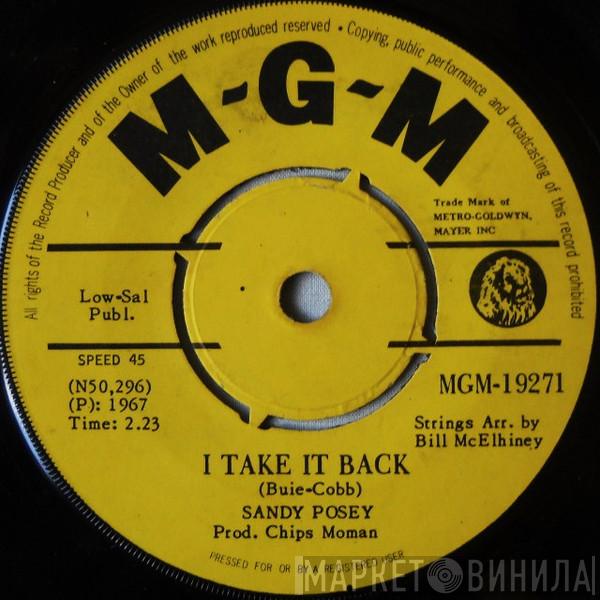 All rights of the Record Producer and of the Owner of the work reproduced reserved • Copying, public performance and broadcasting of this record prohibited
M-G-M
Trade Mark of
METRO-GOLDWYN,
MAYER INC
Low-Sal
Publ.
SPEED 45
(N50,296)
(P): 1967
Time: 2.23
MGM-19271
Strings Arr. by
Bill McElhiney
I TAKE IT BACK
(Buie-Cobb)
SANDY POSEY
Prod. Chips Moman
PRESSED FOR OR BY A REGISTERED USER
МАРКЕТ ВИНИЛА